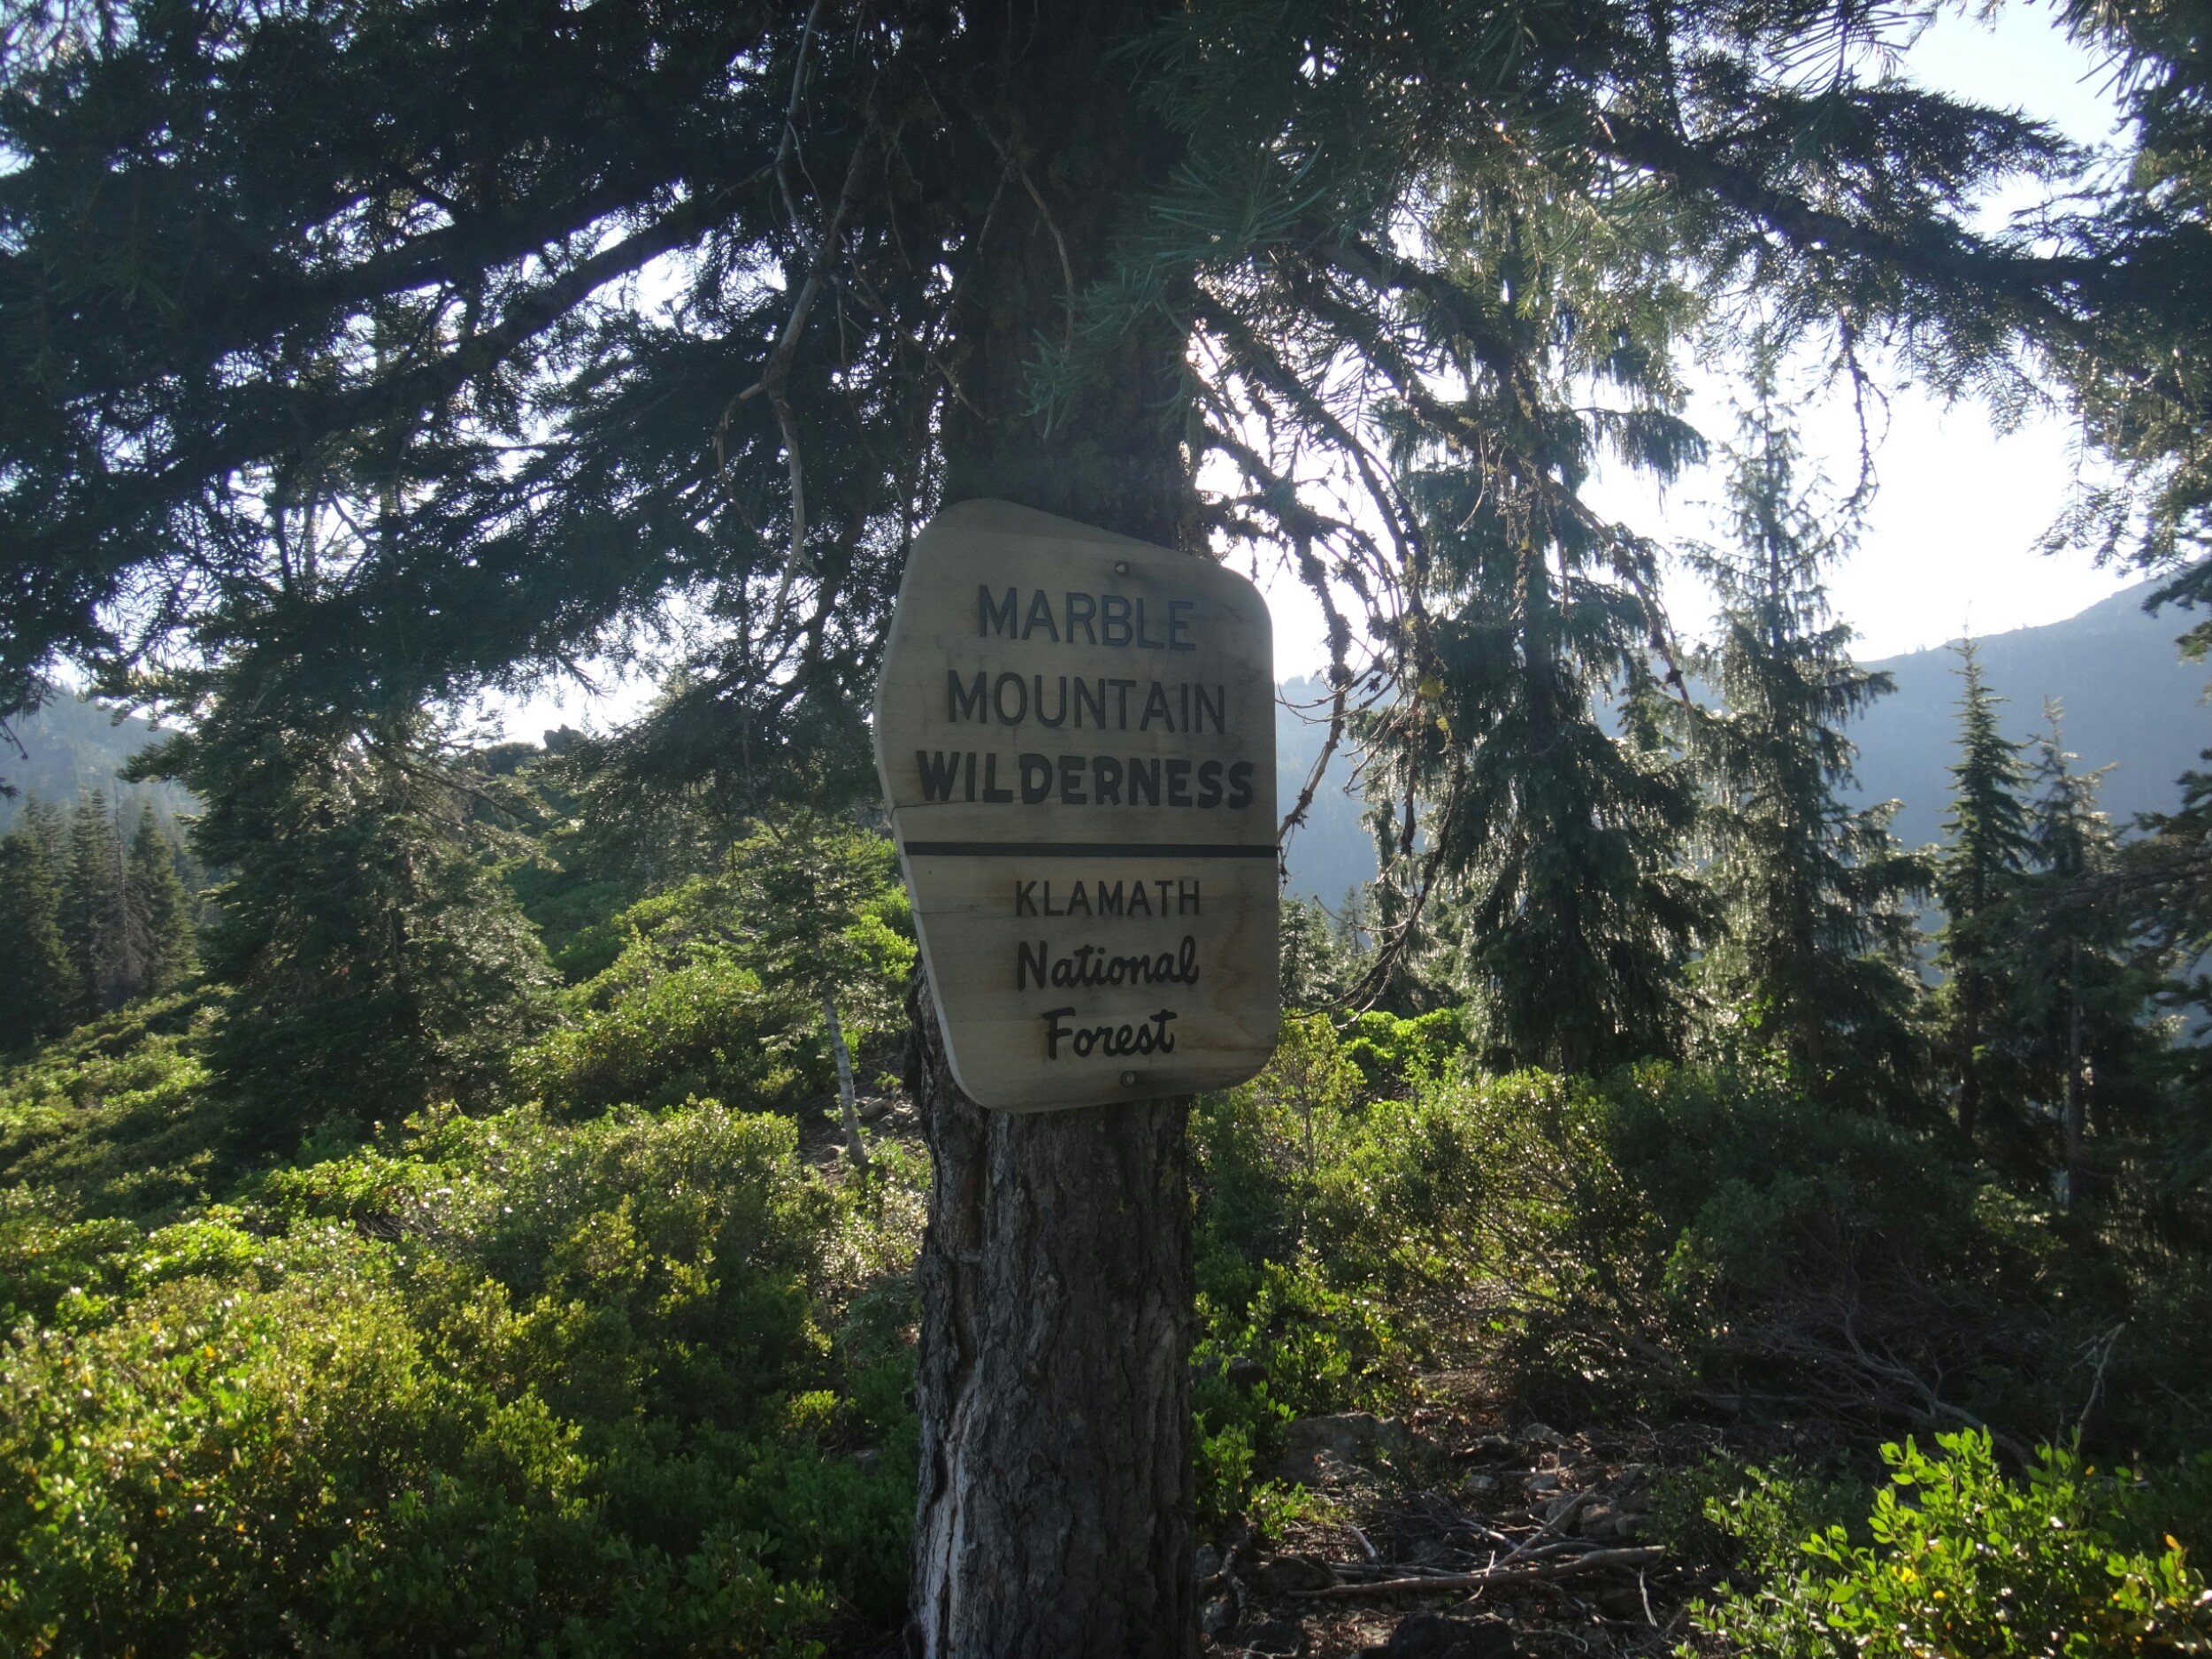 MARBLE
MOUNTAIN
WILDERNESS
KLAMATH
National
Forest